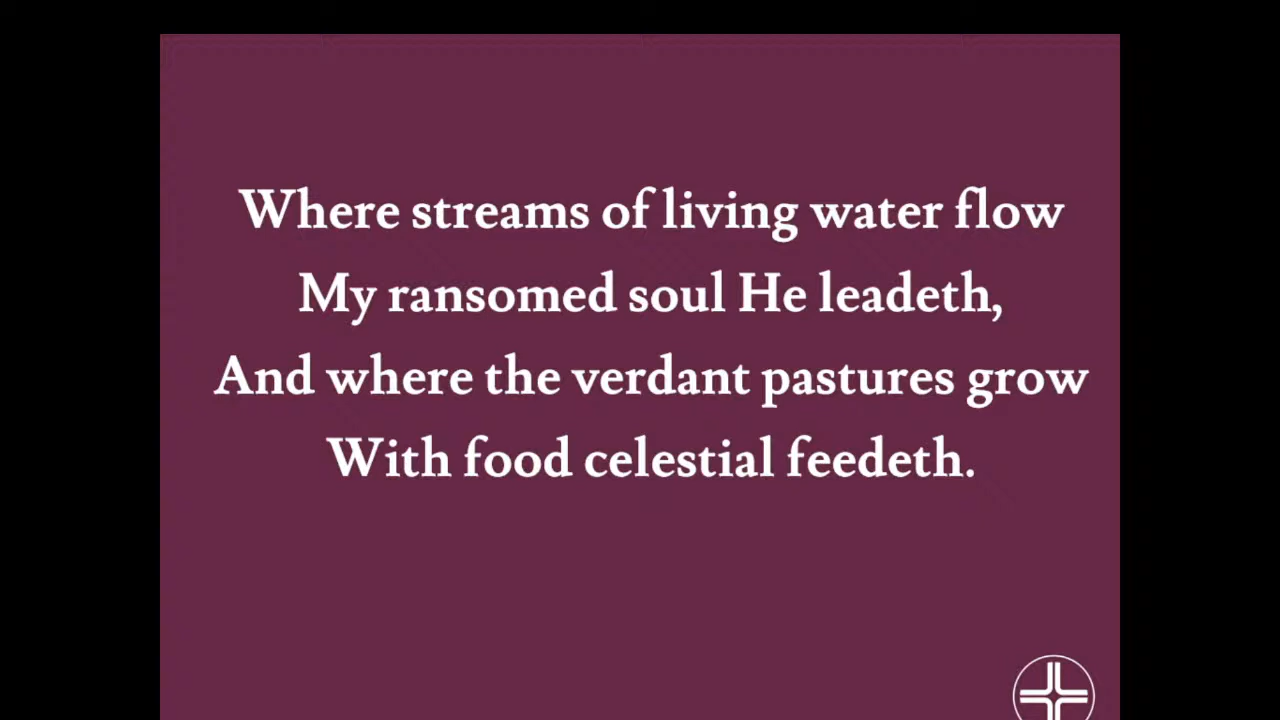 Where streams of living water flow
My ransomed soul He leadeth,
And where the verdant pastures grow
With food celestial feedeth.